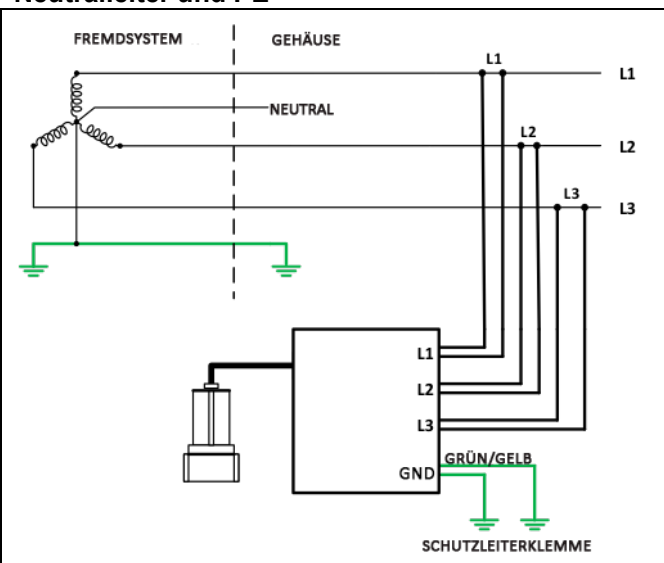 Neutralleiter und PE
FREMDSYSTEM
GEHÄUSE
L1
L1
NEUTRAL
L2
L2
L3
L3
L1
L2
L3
GRÜN/GELB
GND
SCHUTZLEITERKLEMME